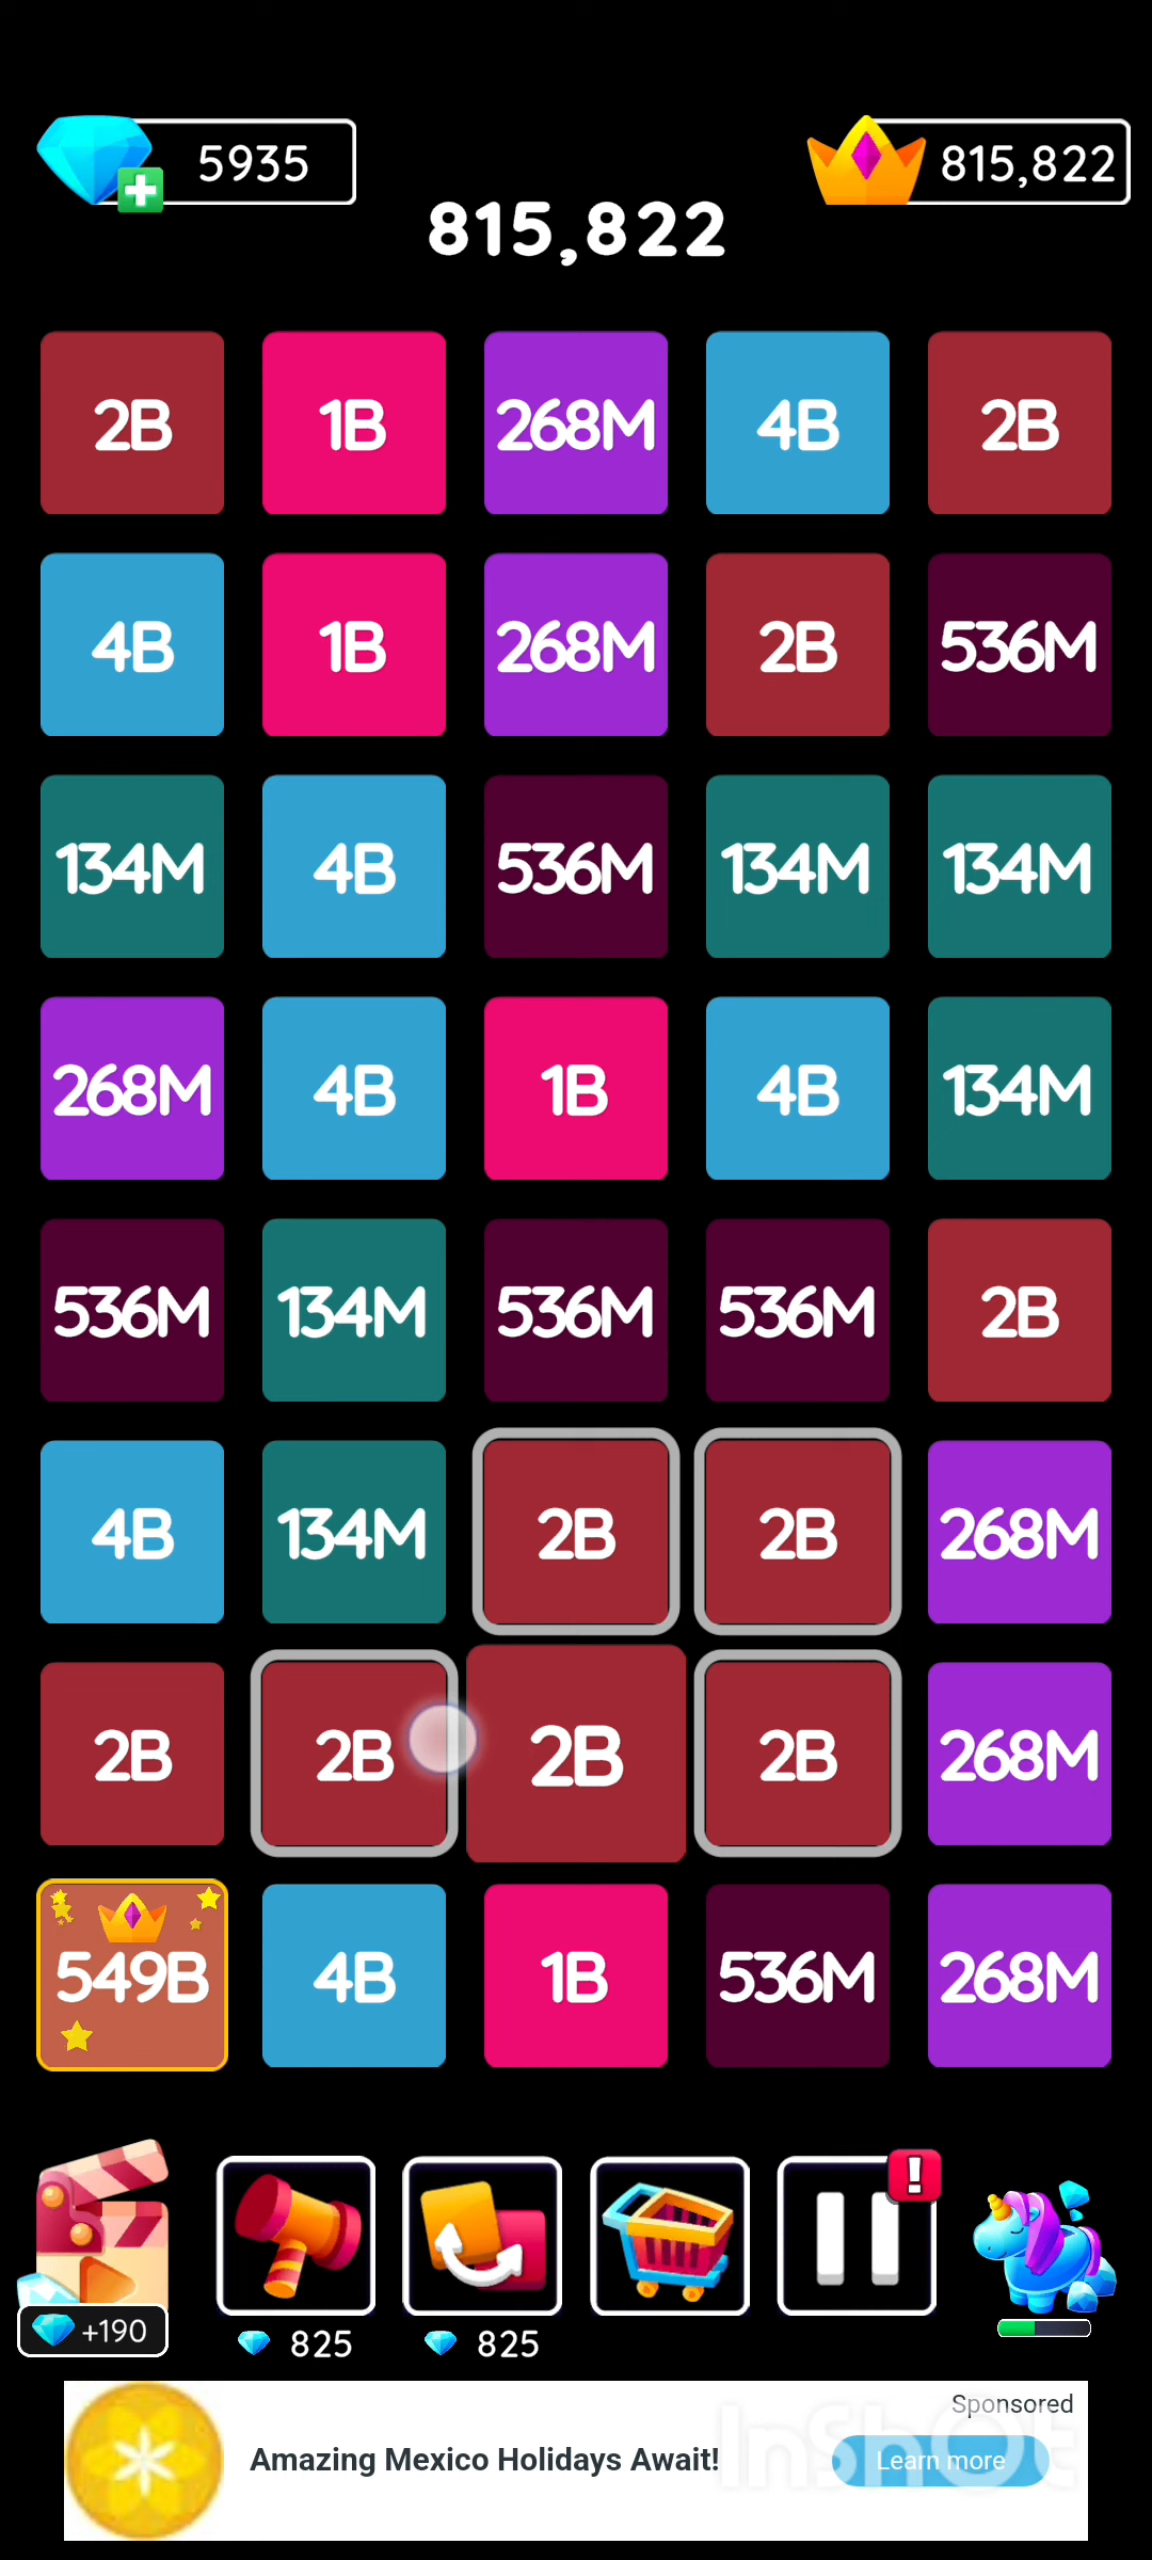 5935
815,822
815,822
2B 1B 268M 4B 2B
4B 1B 268M 2B 536M
134M 4B 536M 134M 134M
268M 4B 1B 4B 134M
536M 134M 536M 536M 2B
4B 134M 2B 2B 268M
2B 2B 2B 2B 268M
549B 4B 1B 536M 268M
!
+190
825 825
Sponsored
Amazing Mexico Holidays Await!
Learn more
InShOt